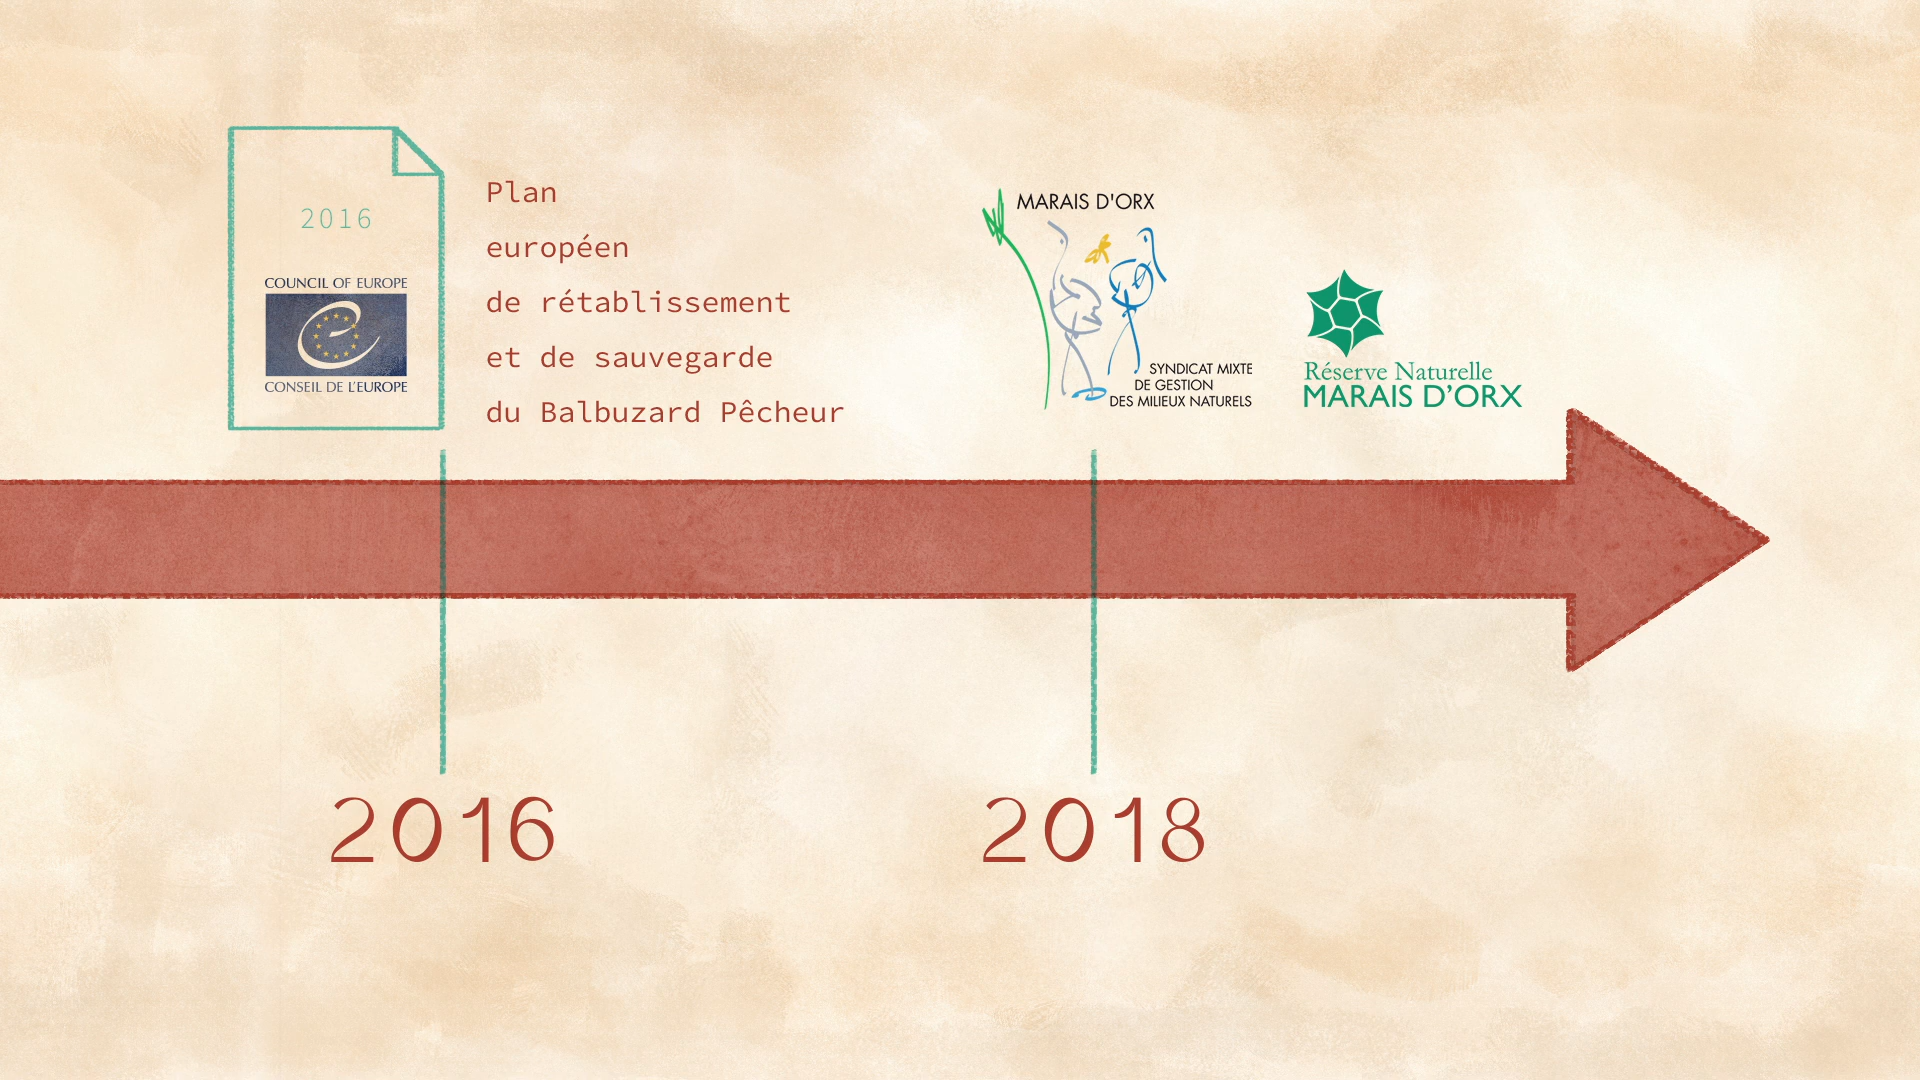 2016
COUNCIL OF EUROPE
CONSEIL DE L'EUROPE
Plan
européen
de rétablissement
et de sauvegarde
du Balbuzard Pêcheur
MARAIS D'ORX
SYNDICAT MIXTE
DE GESTION
DES MILIEUX NATURELS
Réserve Naturelle
MARAIS D'ORX
2016
2018